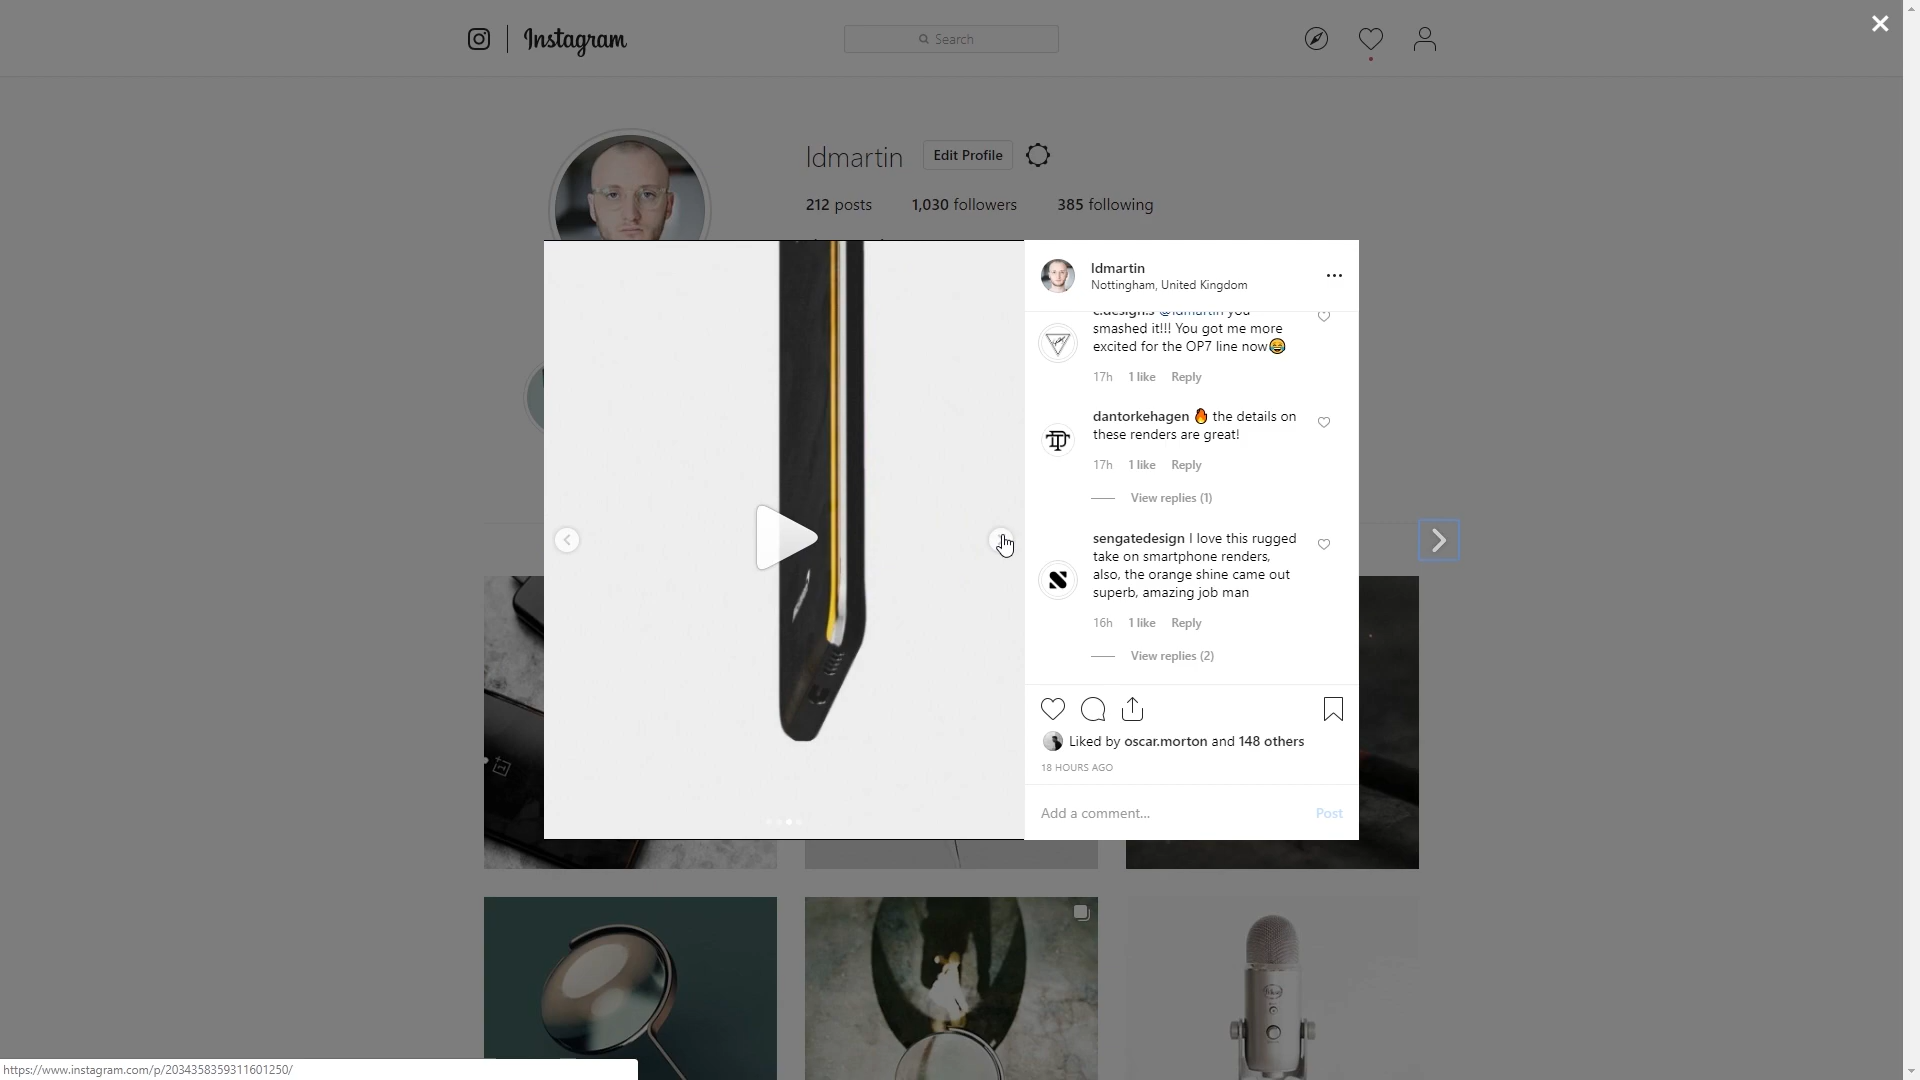 Instagram
Search
ldmartin
Edit Profile
212 posts
1,030 followers
385 following
ldmartin
Nottingham, United Kingdom
c.design.s @ldmartin you
smashed it!!! You got me more
excited for the OP7 line now😂
17h 1 like Reply
dantorkehagen 🔥 the details on
these renders are great!
17h 1 like Reply
View replies (1)
sengatedesign I love this rugged
take on smartphone renders,
also, the orange shine came out
superb, amazing job man
16h 1 like Reply
View replies (2)
Liked by oscar.morton and 148 others
18 HOURS AGO
Add a comment...
Post
https://www.instagram.com/p/2034358359311601250/